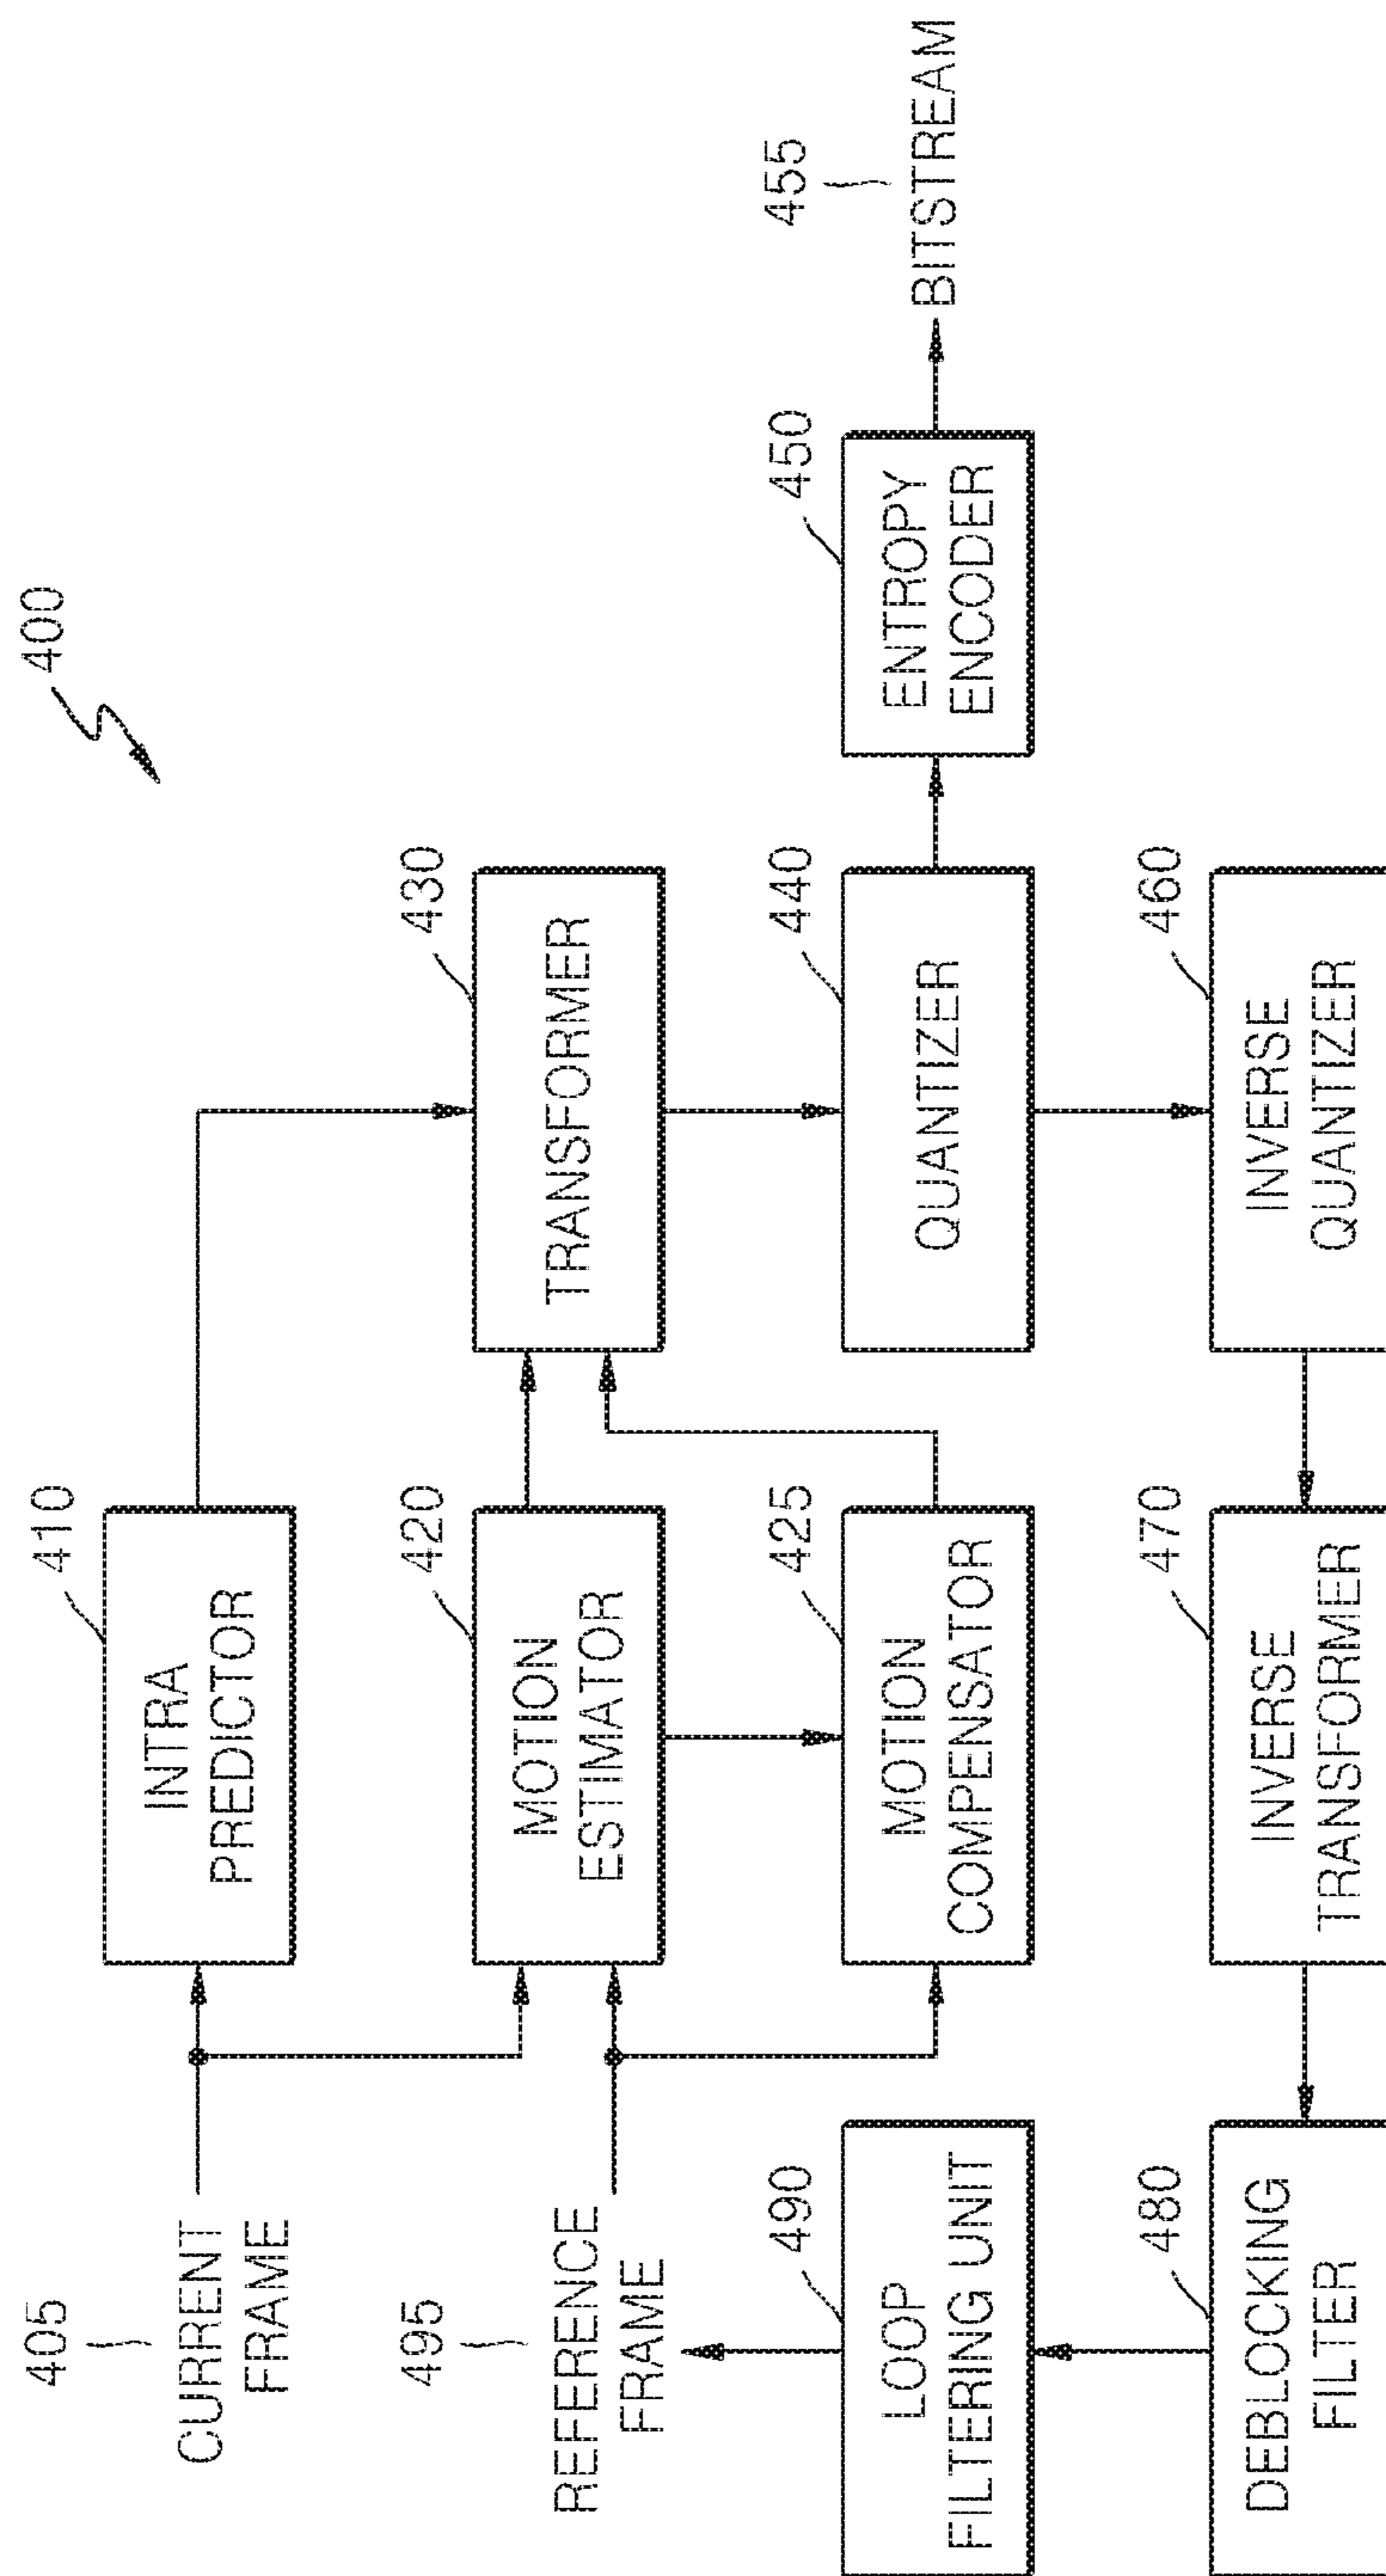 400
405
CURRENT
FRAME
410
INTRA
PREDICTOR
495
REFERENCE
FRAME
420
MOTION
ESTIMATOR
430
TRANSFORMER
490
LOOP
FILTERING UNIT
425
MOTION
COMPENSATOR
440
QUANTIZER
450
ENTROPY
ENCODER
455
BITSTREAM
480
DEBLOCKING
FILTER
470
INVERSE
TRANSFORMER
460
INVERSE
QUANTIZER